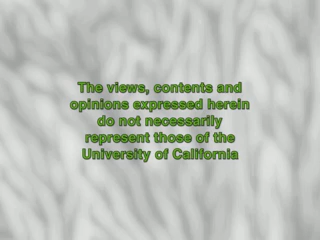 The views, contents and
opinions expressed herein
do not necessarily
represent those of the
University of California